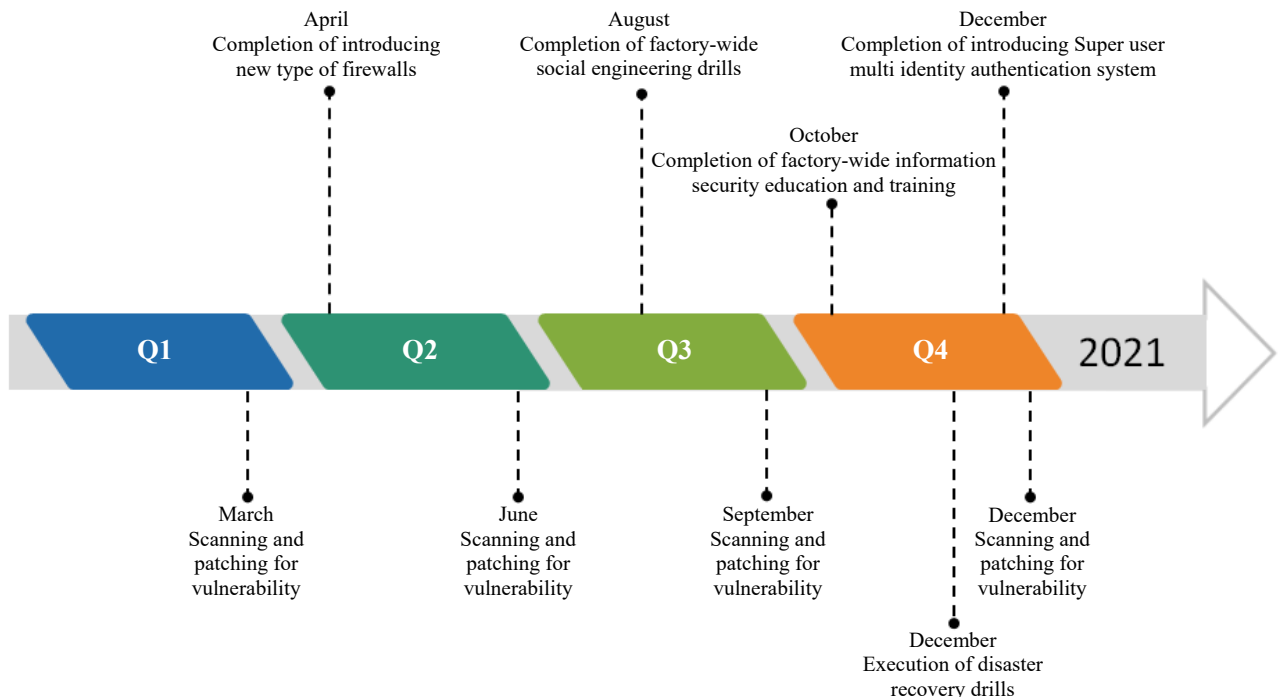 April
Completion of introducing
new type of firewalls
August
Completion of factory-wide
social engineering drills
December
Completion of introducing Super user
multi identity authentication system
October
Completion of factory-wide information
security education and training
Q1
Q2
Q3
Q4
2021
March
Scanning and
patching for
vulnerability
June
Scanning and
patching for
vulnerability
September
Scanning and
patching for
vulnerability
December
Scanning and
patching for
vulnerability
December
Execution of disaster
recovery drills